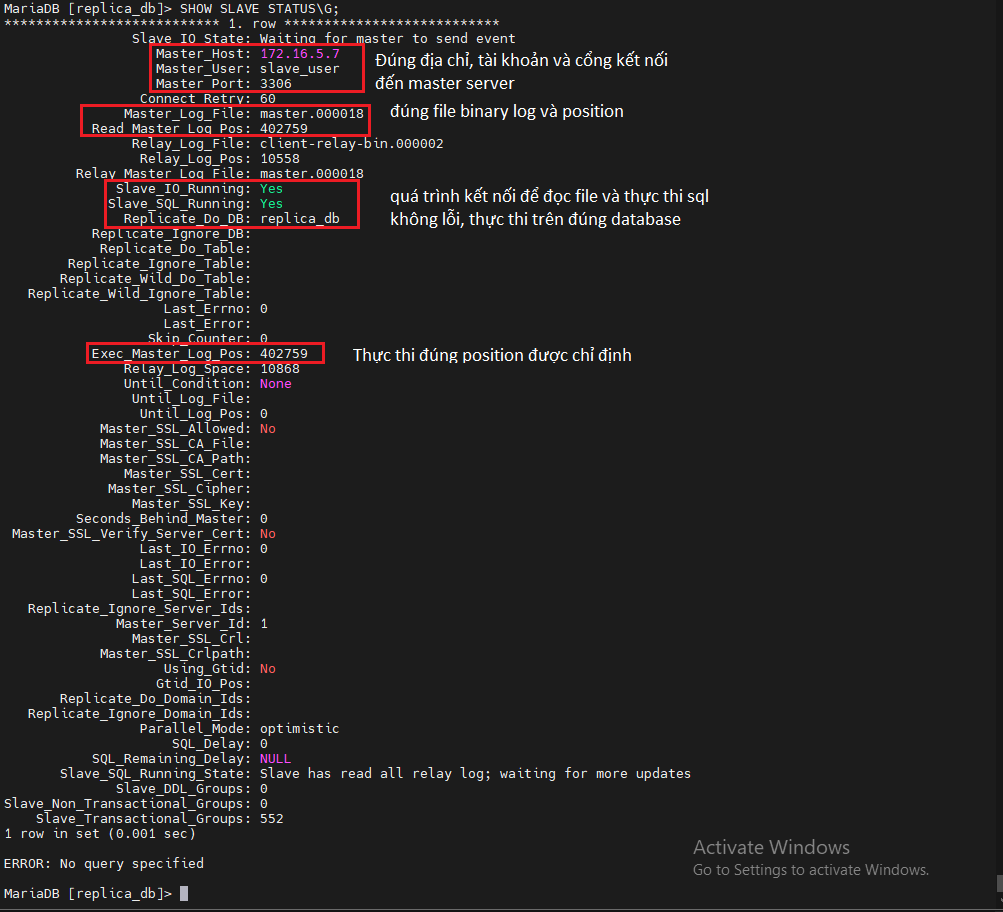 MariaDB [replica_db]> SHOW SLAVE STATUS\G;
*************************** 1. row ***************************
Slave_IO_State: Waiting for master to send event
Master_Host: 172.16.5.7
Master_User: slave_user
Master_Port: 3306
Đúng địa chỉ, tài khoản và cổng kết nối
đến master server
Connect_Retry: 60
Master_Log_File: master.000018
Read_Master_Log_Pos: 402759
đúng file binary log và position
Relay_Log_File: client-relay-bin.000002
Relay_Log_Pos: 10558
Relay_Master_Log_File: master.000018
Slave_IO_Running: Yes
Slave_SQL_Running: Yes
Replicate_Do_DB: replica_db
quá trình kết nối để đọc file và thực thi sql
không lỗi, thực thi trên đúng database
Replicate_Ignore_DB:
Replicate_Do_Table:
Replicate_Ignore_Table:
Replicate_Wild_Do_Table:
Replicate_Wild_Ignore_Table:
Last_Errno: 0
Last_Error:
Skip_Counter: 0
Exec_Master_Log_Pos: 402759
Thực thi đúng position được chỉ định
Relay_Log_Space: 10868
Until_Condition: None
Until_Log_File:
Until_Log_Pos: 0
Master_SSL_Allowed: No
Master_SSL_CA_File:
Master_SSL_CA_Path:
Master_SSL_Cert:
Master_SSL_Cipher:
Master_SSL_Key:
Seconds_Behind_Master: 0
Master_SSL_Verify_Server_Cert: No
Last_IO_Errno: 0
Last_IO_Error:
Last_SQL_Errno: 0
Last_SQL_Error:
Replicate_Ignore_Server_Ids:
Master_Server_Id: 1
Master_SSL_Crl:
Master_SSL_Crlpath:
Using_Gtid: No
Gtid_IO_Pos:
Replicate_Do_Domain_Ids:
Replicate_Ignore_Domain_Ids:
Parallel_Mode: optimistic
SQL_Delay: 0
SQL_Remaining_Delay: NULL
Slave_SQL_Running_State: Slave has read all relay log; waiting for more updates
Slave_DDL_Groups: 0
Slave_Non_Transactional_Groups: 0
Slave_Transactional_Groups: 552
1 row in set (0.001 sec)
ERROR: No query specified
MariaDB [replica_db]>
Activate Windows
Go to Settings to activate Windows.